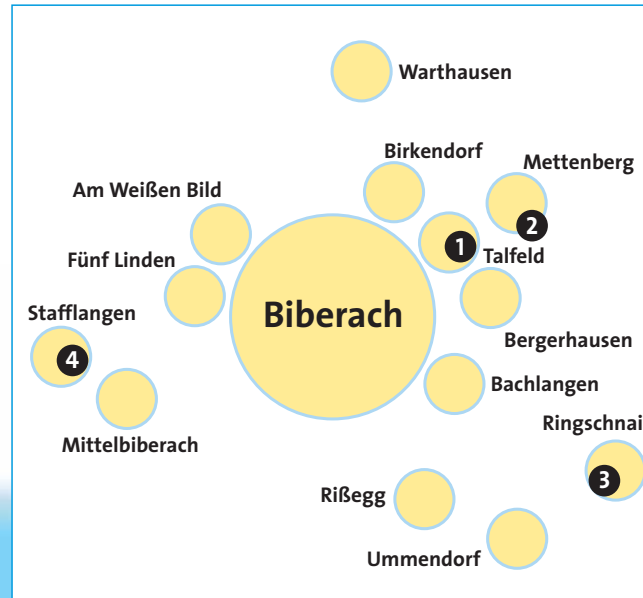 Warthausen
Birkendorf
Mettenberg
Am Weißen Bild
2
1
Talfeld
Fünf Linden
Stafflangen
Biberach
Bergerhausen
4
Bachlangen
Ringschnai
Mittelbiberach
3
Rißegg
Ummendorf